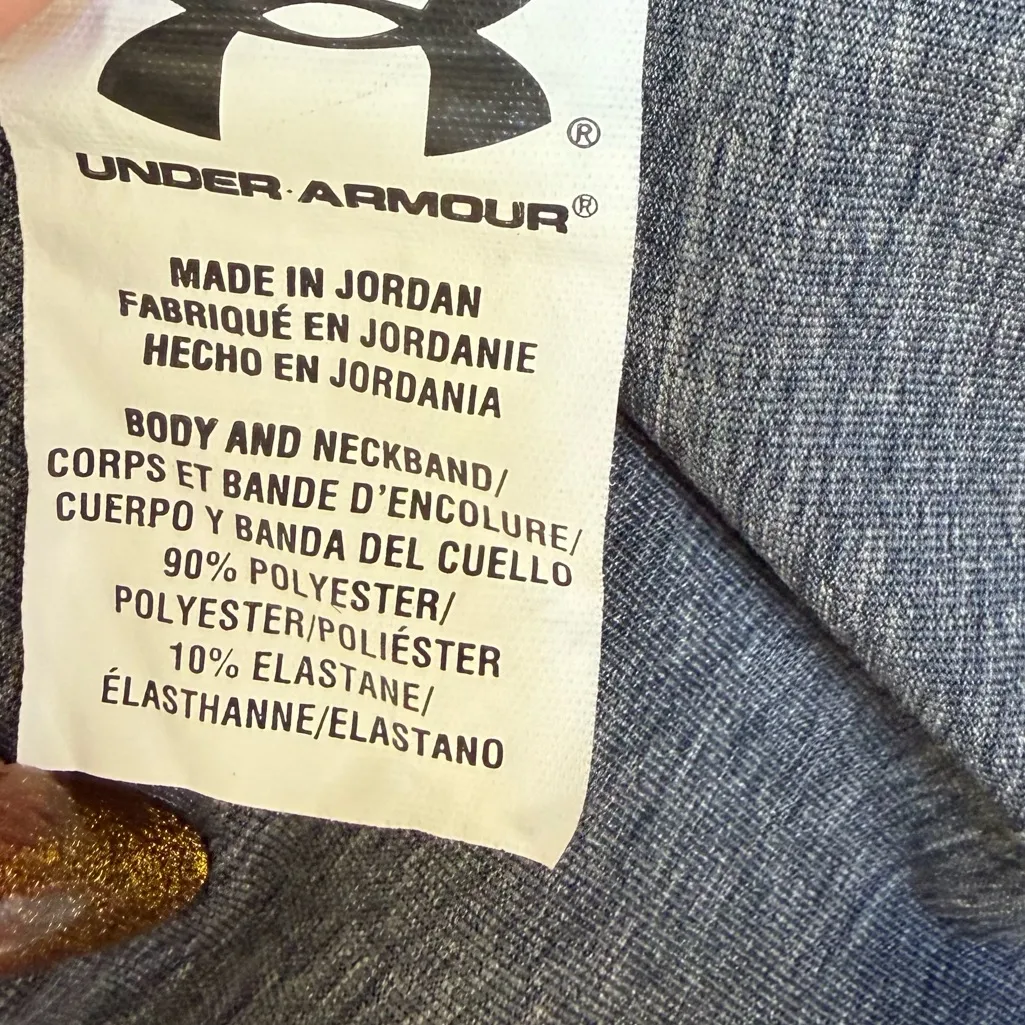 ®
UNDER ARMOUR®
MADE IN JORDAN
FABRIQUÉ EN JORDANIE
HECHO EN JORDANIA
BODY AND NECKBAND/
CORPS ET BANDE D'ENCOLURE/
CUERPO Y BANDA DEL CUELLO
90% POLYESTER/
POLYESTER/POLIÉSTER
10% ELASTANE/
ÉLASTHANNE/ELASTANO